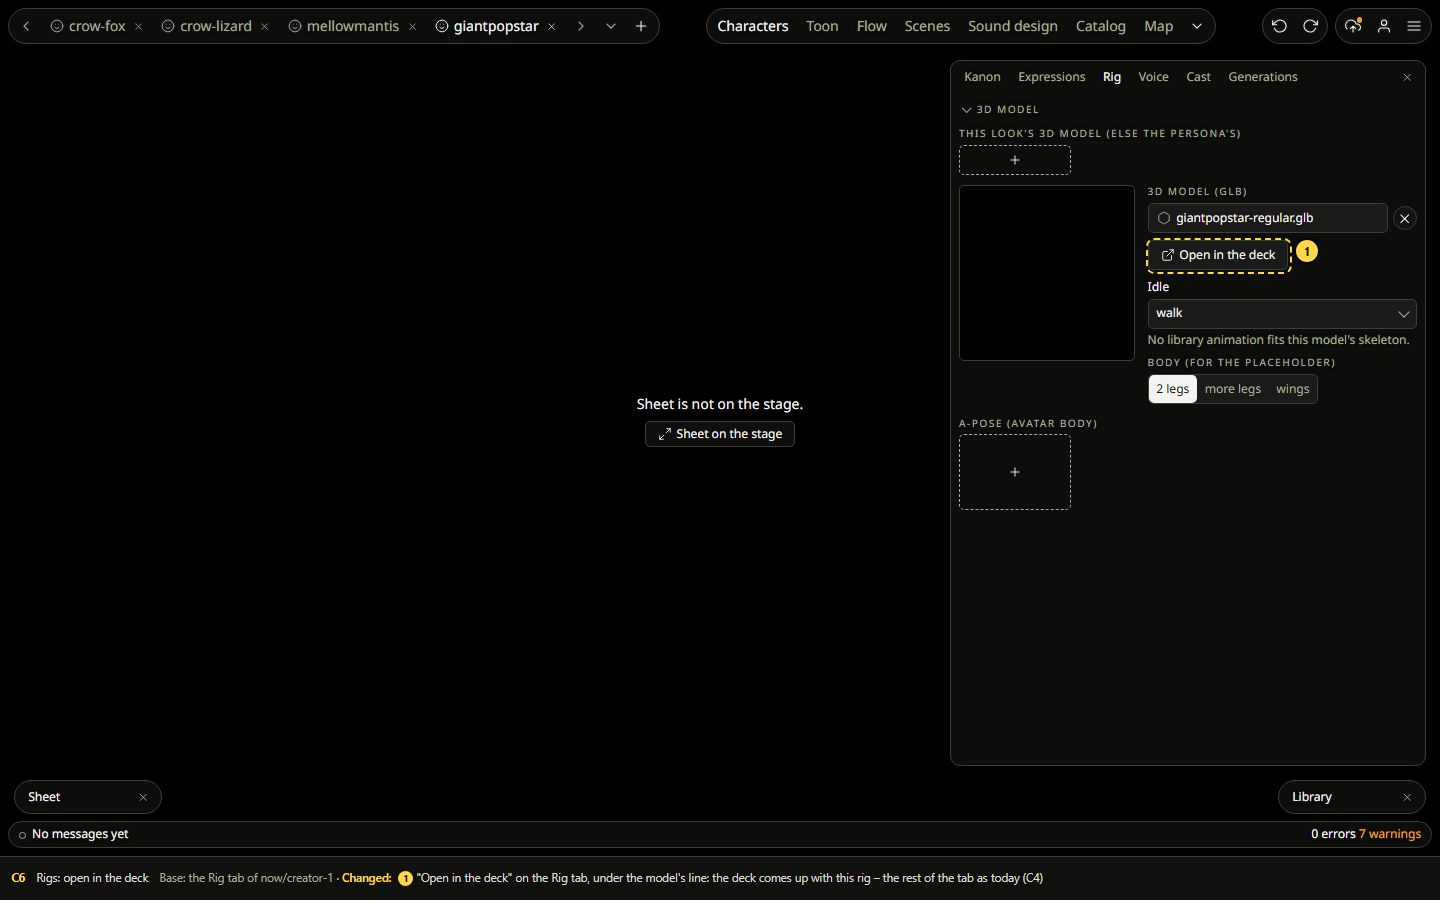 crow-fox crow-lizard mellowmantis giantpopstar
Characters Toon Flow Scenes Sound design Catalog Map
Kanon Expressions Rig Voice Cast Generations
3D MODEL
THIS LOOK'S 3D MODEL (ELSE THE PERSONA'S)
3D MODEL (GLB)
giantpopstar-regular.glb
Open in the deck 1
Idle
walk
No library animation fits this model's skeleton.
BODY (FOR THE PLACEHOLDER)
2 legs more legs wings
A-POSE (AVATAR BODY)
Sheet is not on the stage.
Sheet on the stage
Sheet
Library
No messages yet
0 errors 7 warnings
C6 Rigs: open in the deck Base: the Rig tab of now/creator-1 · Changed: 1 "Open in the deck" on the Rig tab, under the model's line: the deck comes up with this rig – the rest of the tab as today (C4)